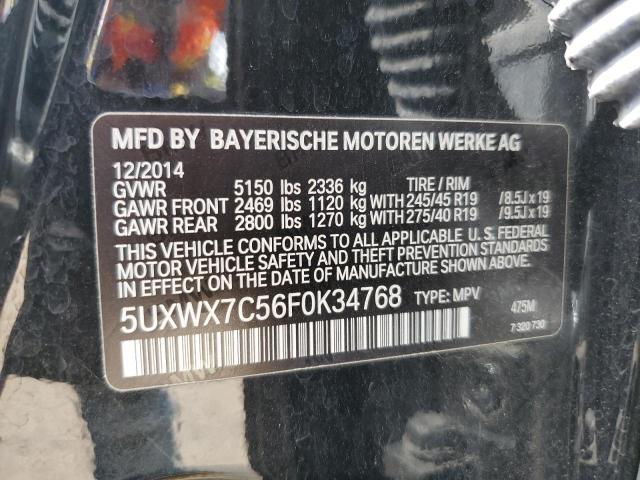 MFD BY BAYERISCHE MOTOREN WERKE AG
12/2014
GVWR 5150 lbs 2336 kg TIRE / RIM
GAWR FRONT 2469 lbs 1120 kg WITH 245/45 R19 /8.5J x 19
GAWR REAR 2800 lbs 1270 kg WITH 275/40 R19 /9.5J x 19
THIS VEHICLE CONFORMS TO ALL APPLICABLE U. S. FEDERAL
MOTOR VEHICLE SAFETY AND THEFT PREVENTION STANDARDS
IN EFFECT ON THE DATE OF MANUFACTURE SHOWN ABOVE.
5UXWX7C56F0K34768 TYPE: MPV 475M
7 320 730